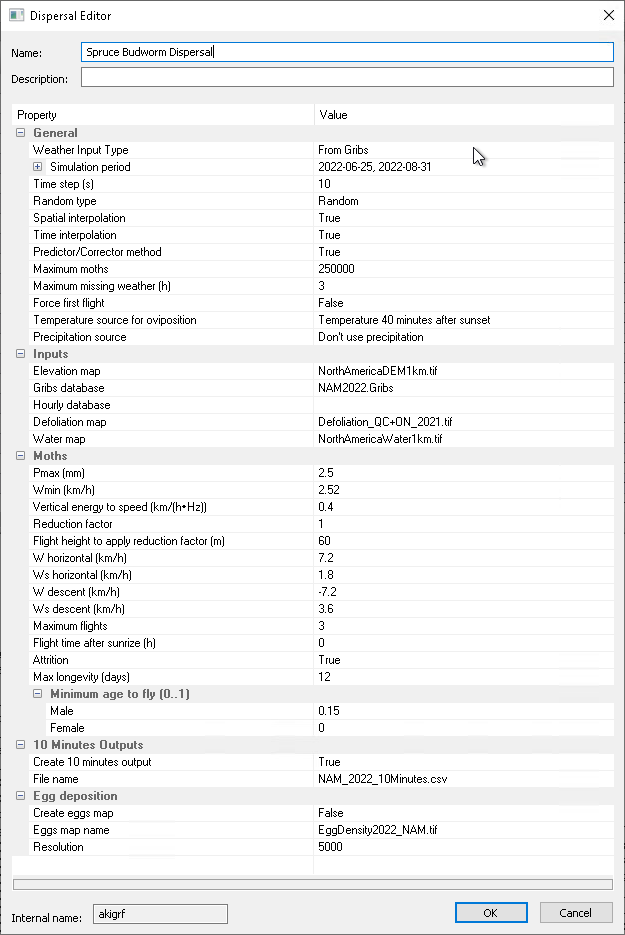 Dispersal Editor
Name: Spruce Budworm Dispersal
Description:
Property Value
General
Weather Input Type From Gribs
Simulation period 2022-06-25, 2022-08-31
Time step (s) 10
Random type Random
Spatial interpolation True
Time interpolation True
Predictor/Corrector method True
Maximum moths 250000
Maximum missing weather (h) 3
Force first flight False
Temperature source for oviposition Temperature 40 minutes after sunset
Precipitation source Don't use precipitation
Inputs
Elevation map NorthAmericaDEM1km.tif
Gribs database NAM2022.Gribs
Hourly database
Defoliation map Defoliation_QC+ON_2021.tif
Water map NorthAmericaWater1km.tif
Moths
Pmax (mm) 2.5
Wmin (km/h) 2.52
Vertical energy to speed (km/(h•Hz)) 0.4
Reduction factor 1
Flight height to apply reduction factor (m) 60
W horizontal (km/h) 7.2
Ws horizontal (km/h) 1.8
W descent (km/h) -7.2
Ws descent (km/h) 3.6
Maximum flights 3
Flight time after sunrize (h) 0
Attrition True
Max longevity (days) 12
Minimum age to fly (0..1)
Male 0.15
Female 0
10 Minutes Outputs
Create 10 minutes output True
File name NAM_2022_10Minutes.csv
Egg deposition
Create eggs map False
Eggs map name EggDensity2022_NAM.tif
Resolution 5000
Internal name: akigrf OK Cancel